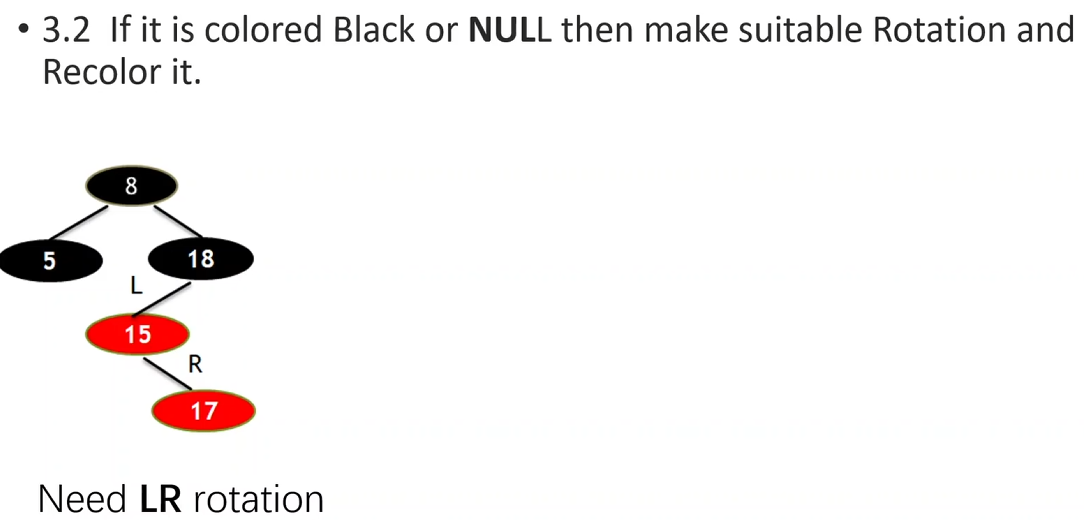 • 3.2 If it is colored Black or NULL then make suitable Rotation and
Recolor it.
8
5
18
L
15
R
17
Need LR rotation